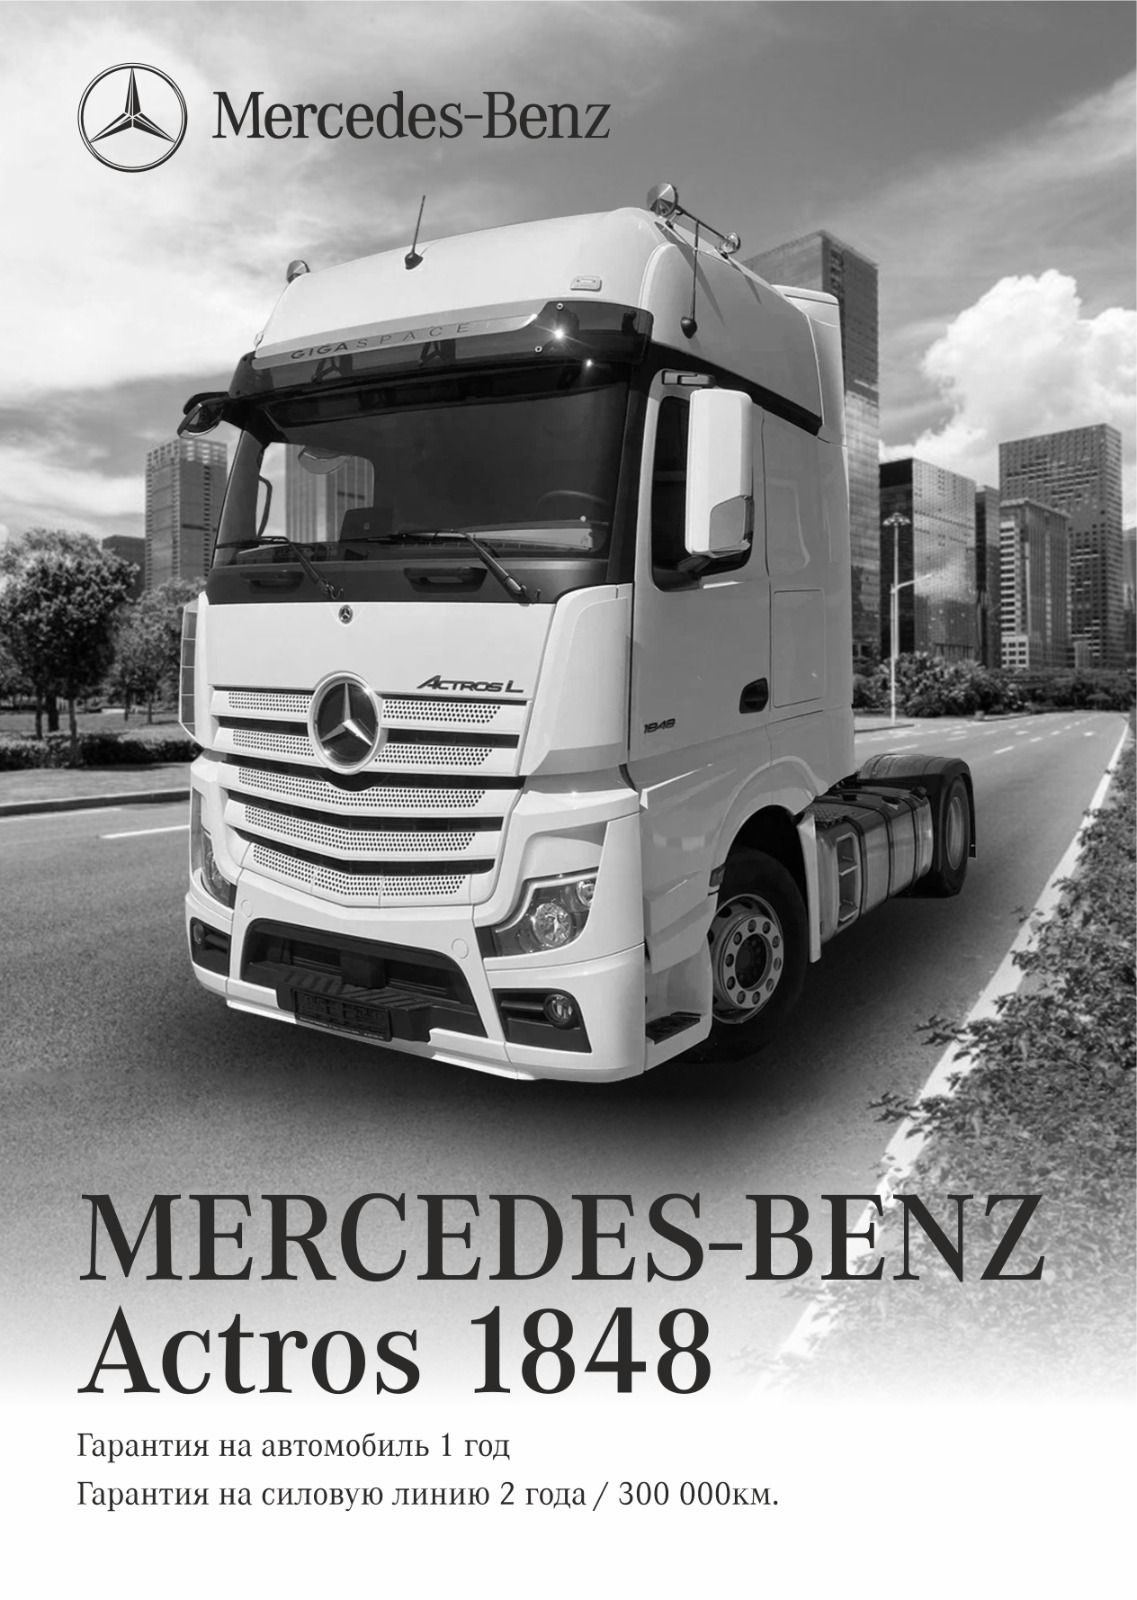 Mercedes-Benz
GIGASPACE
ACTROS L
1848
MERCEDES-BENZ
Actros 1848
Гарантия на автомобиль 1 год
Гарантия на силовую линию 2 года / 300 000км.